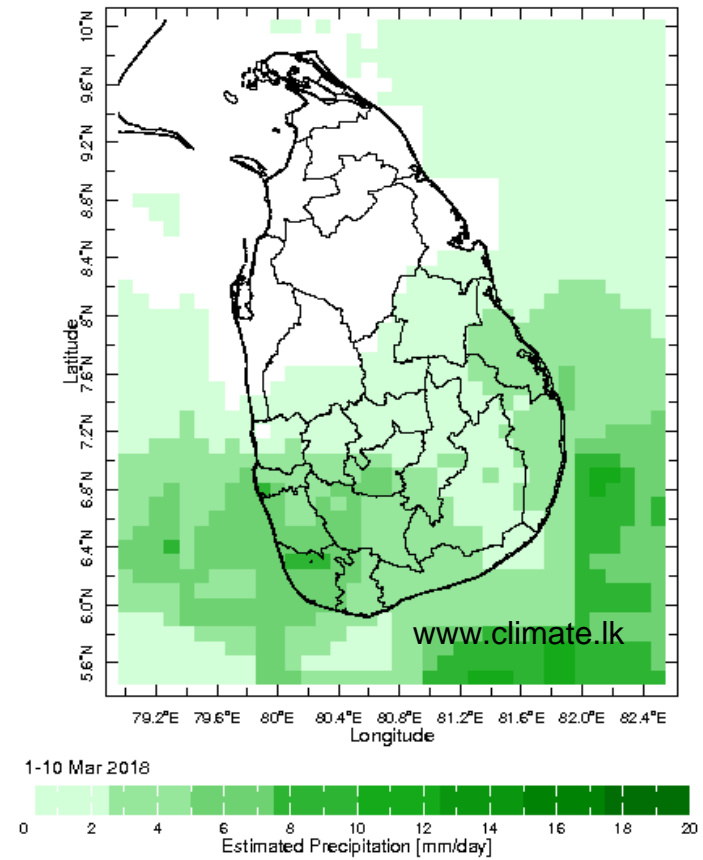 10°N
9.6°N
9.2°N
8.8°N
8.4°N
8°N
7.6°N
7.2°N
6.8°N
6.4°N
6.0°N
5.6°N
Latitude
www.climate.lk
79.2°E 79.6°E 80°E 80.4°E 80.8°E 81.2°E 81.6°E 82.0°E 82.4°E
Longitude
1-10 Mar 2018
0 2 4 6 8 10 12 14 16 18 20
Estimated Precipitation [mm/day]